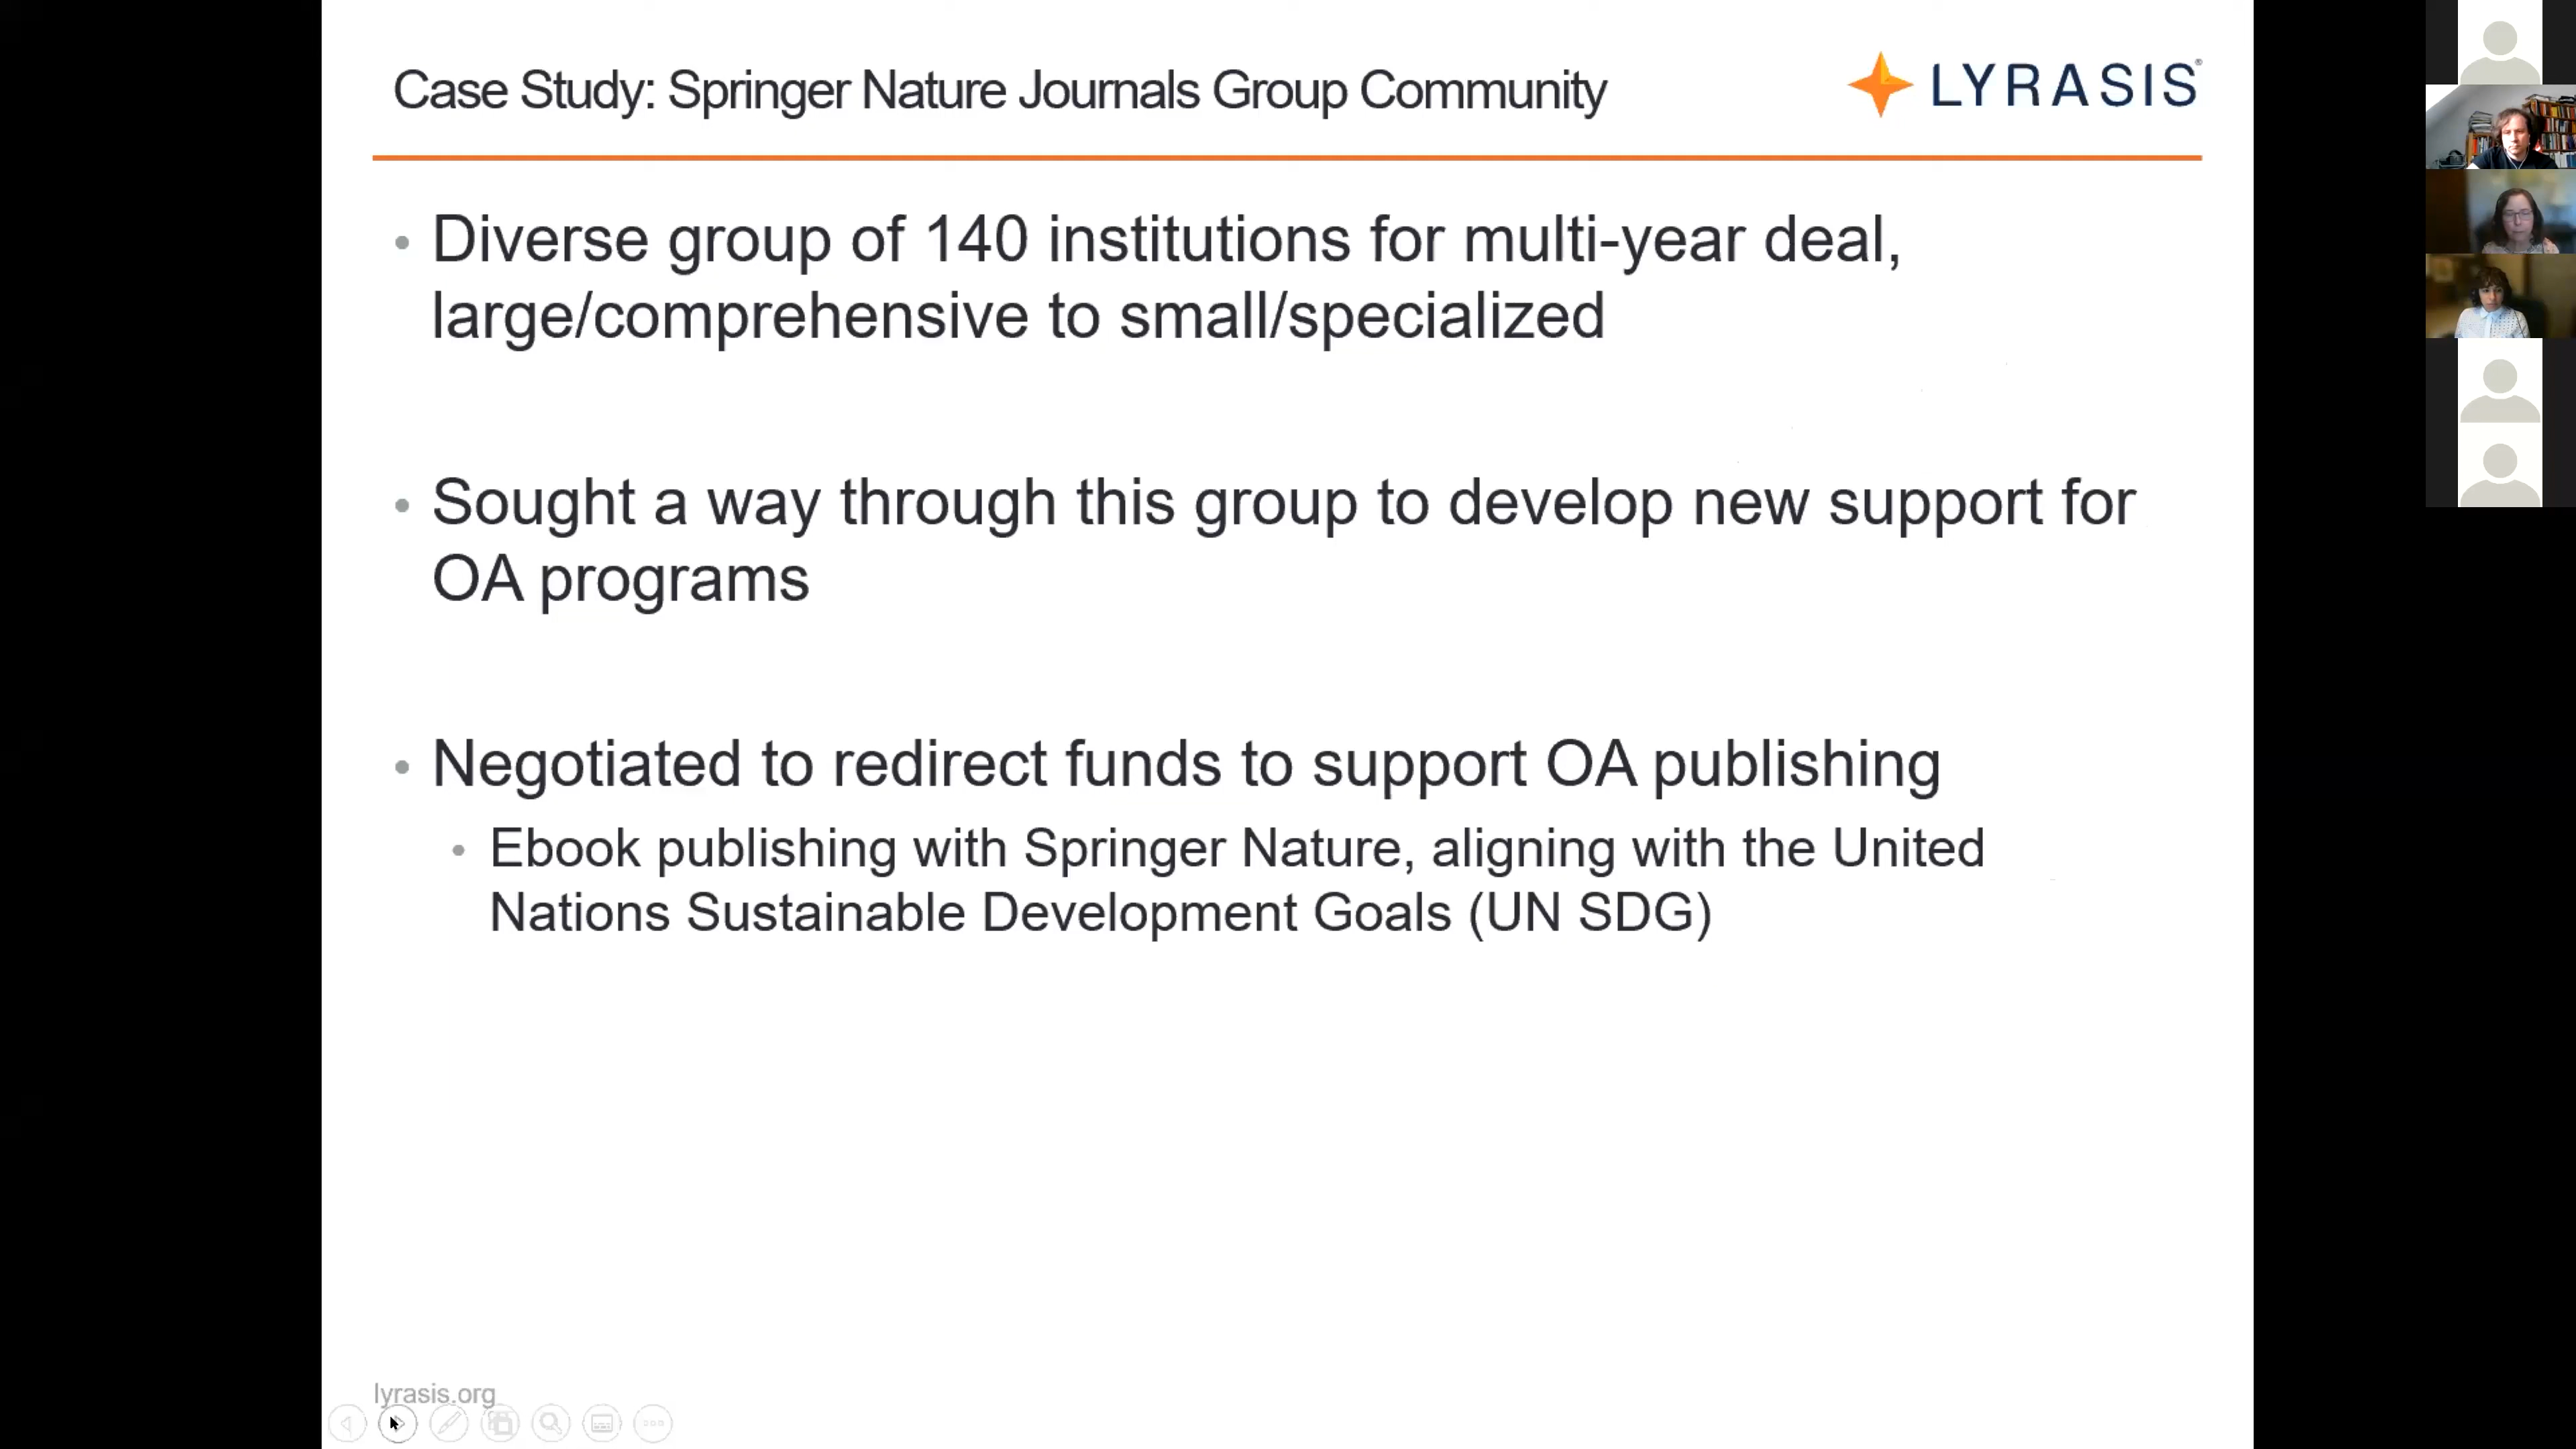 Case Study: Springer Nature Journals Group Community
LYRASIS®
• Diverse group of 140 institutions for multi-year deal,
large/comprehensive to small/specialized
• Sought a way through this group to develop new support for
OA programs
• Negotiated to redirect funds to support OA publishing
• Ebook publishing with Springer Nature, aligning with the United
Nations Sustainable Development Goals (UN SDG)
lyrasis.org